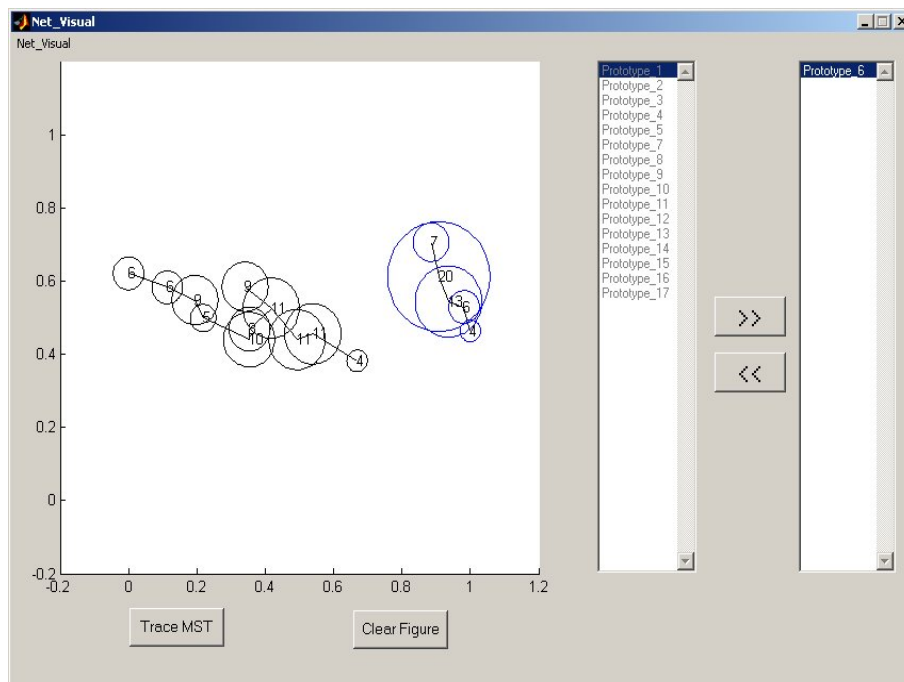 Net_Visual
Net_Visual
1
0.8
0.6
0.4
0.2
0
-0.2
-0.2 0 0.2 0.4 0.6 0.8 1 1.2
6
6
9
5
9
11
8
10
11
11
4
7
20
13
6
4
Prototype_1
Prototype_2
Prototype_3
Prototype_4
Prototype_5
Prototype_7
Prototype_8
Prototype_9
Prototype_10
Prototype_11
Prototype_12
Prototype_13
Prototype_14
Prototype_15
Prototype_16
Prototype_17
>>
<<
Prototype_6
Trace MST
Clear Figure